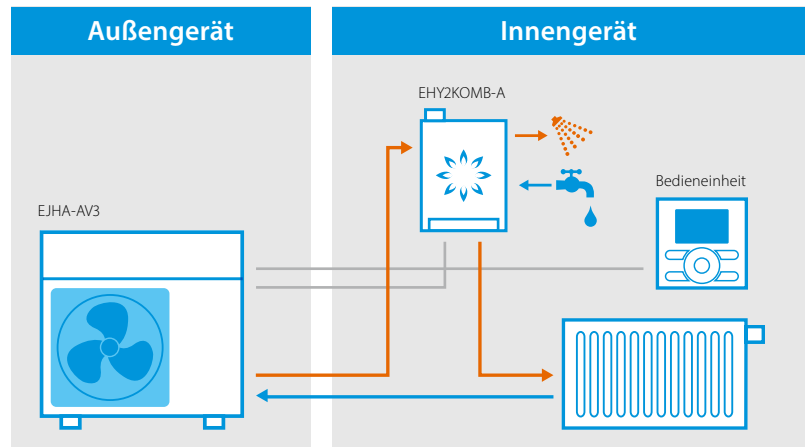 Außengerät
Innengerät
EHY2KOMB-A
Bedieneinheit
EJHA-AV3